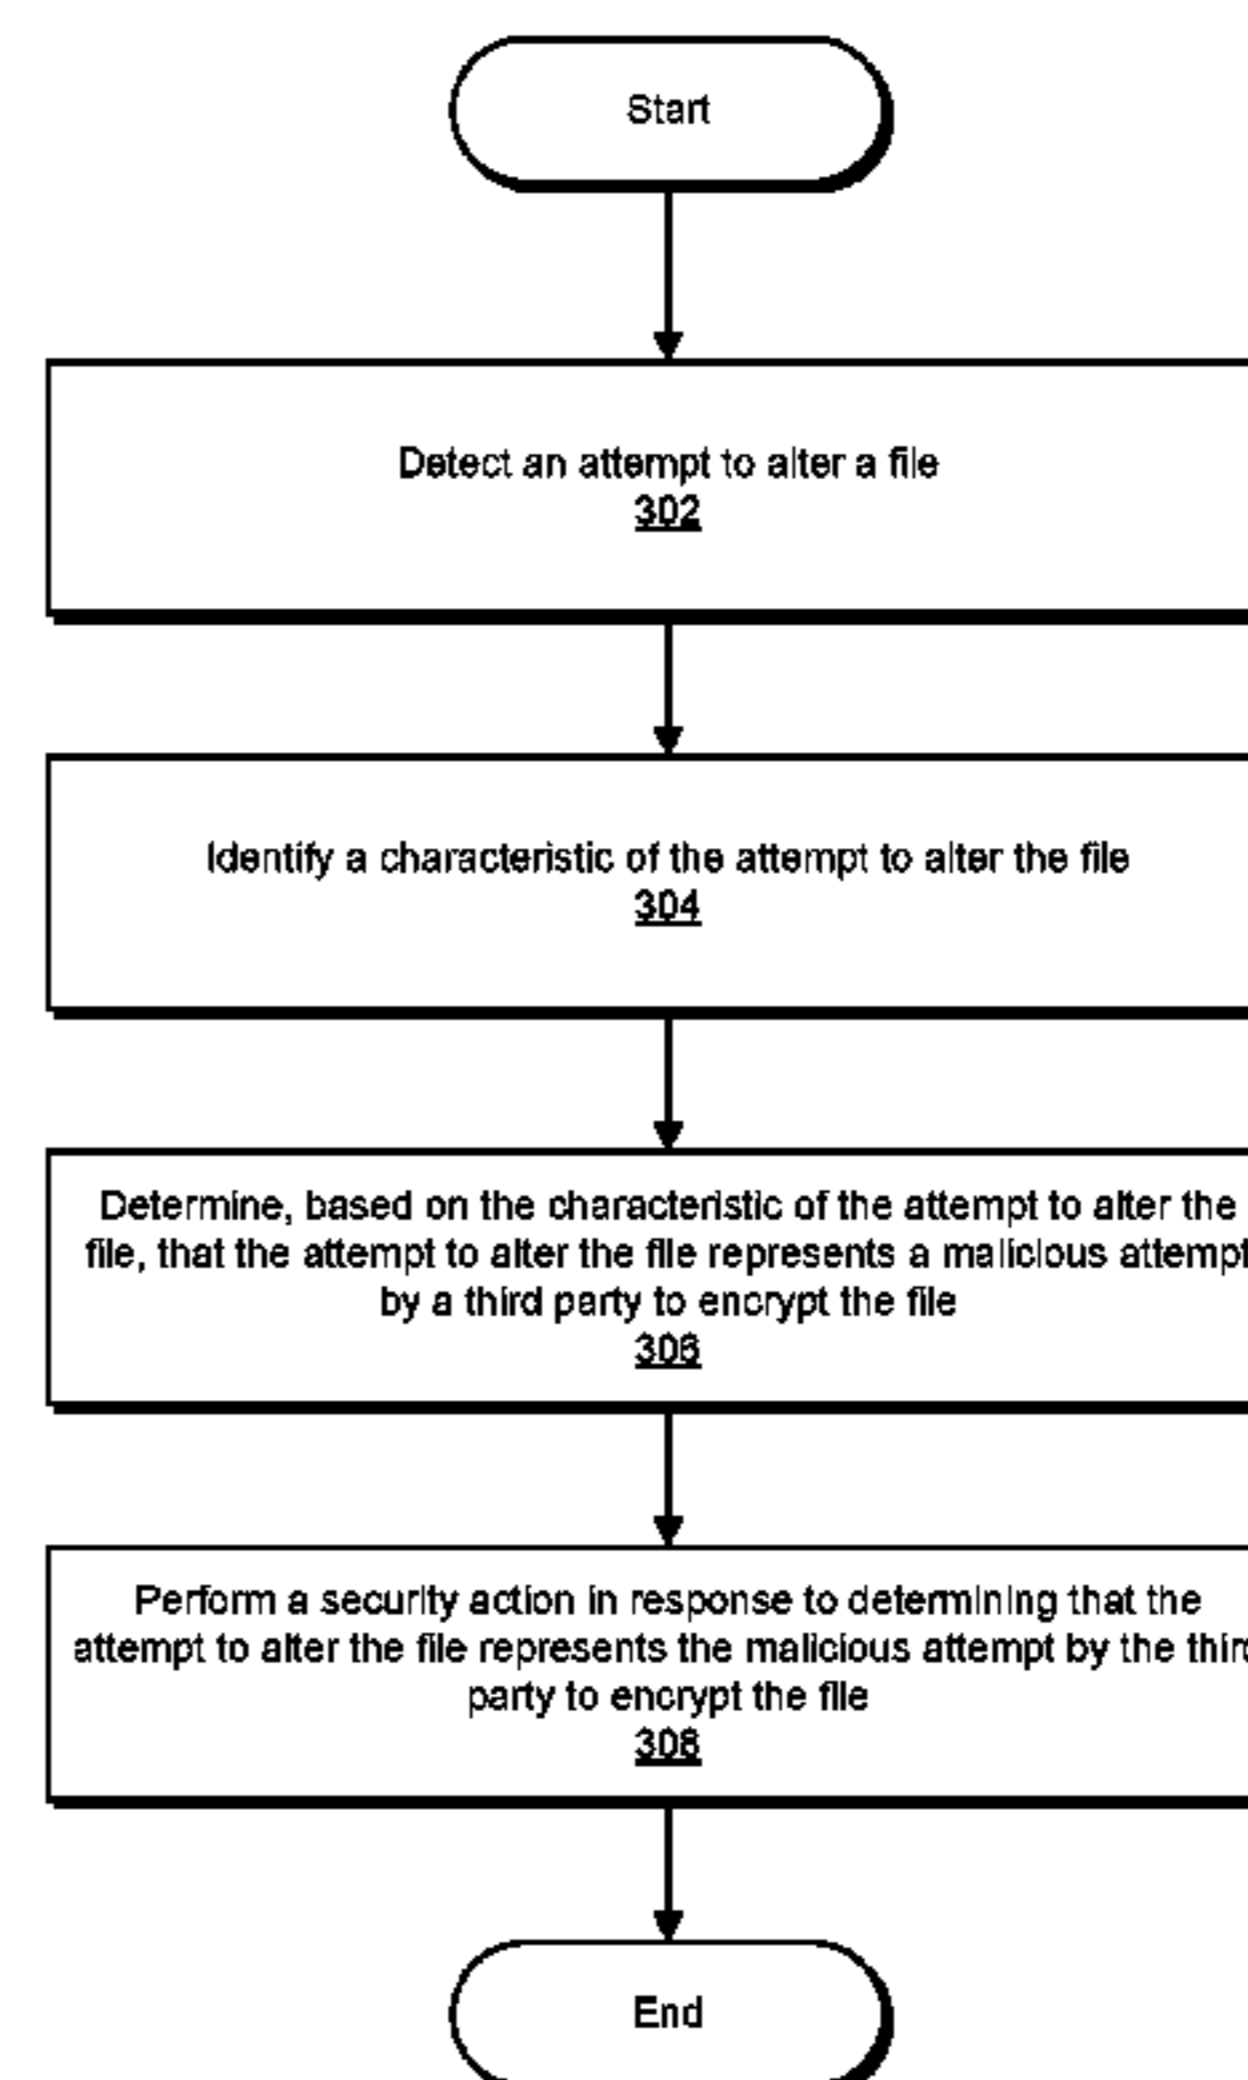 Start
Detect an attempt to alter a file
302
Identify a characteristic of the attempt to alter the file
304
Determine, based on the characteristic of the attempt to alter the
file, that the attempt to alter the file represents a malicious attempt
by a third party to encrypt the file
306
Perform a security action in response to determining that the
attempt to alter the file represents the malicious attempt by the third
party to encrypt the file
308
End